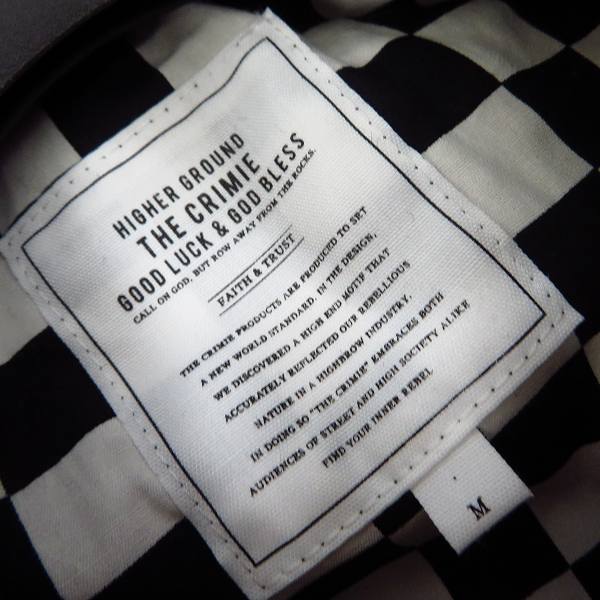 HIGHER GROUND
THE CRIMIE
GOOD LUCK & GOD BLESS
CALL ON GOD, BUT ROW AWAY FROM THE ROCKS.
FAITH & TRUST
THE CRIMIE PRODUCTS ARE PRODUCED TO SET
A NEW WORLD STANDARD. IN THE DESIGN,
WE DISCOVERED A HIGH END MOTIF THAT
ACCURATELY REFLECTED OUR REBELLIOUS
NATURE IN A HIGHBROW INDUSTRY.
IN DOING SO "THE CRIMIE" EMBRACES BOTH
AUDIENCES OF STREET AND HIGH SOCIETY ALIKE
FIND YOUR INNER REBEL
M